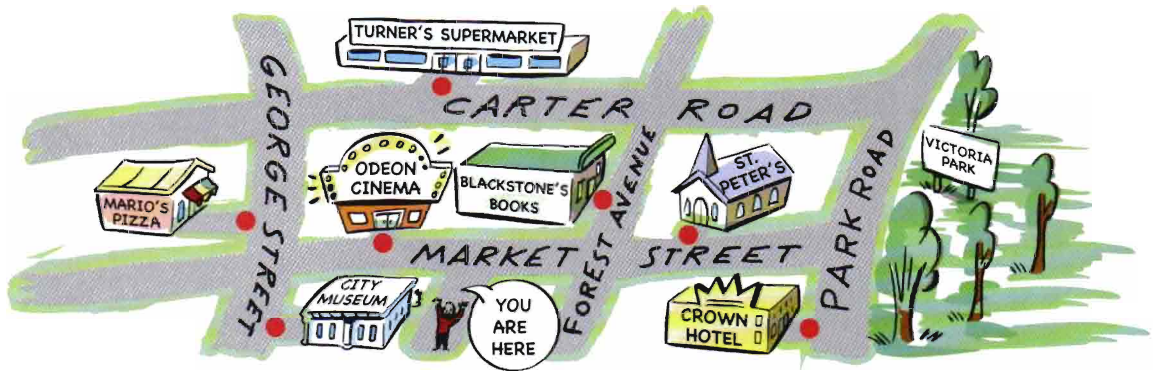 TURNER'S SUPERMARKET
GEORGE STREET
CARTER ROAD
MARIO'S
PIZZA
ODEON
CINEMA
BLACKSTONE'S
BOOKS
FOREST AVENUE
ST.
PETER'S
PARK ROAD
VICTORIA
PARK
MARKET STREET
CITY
MUSEUM
YOU
ARE
HERE
CROWN
HOTEL